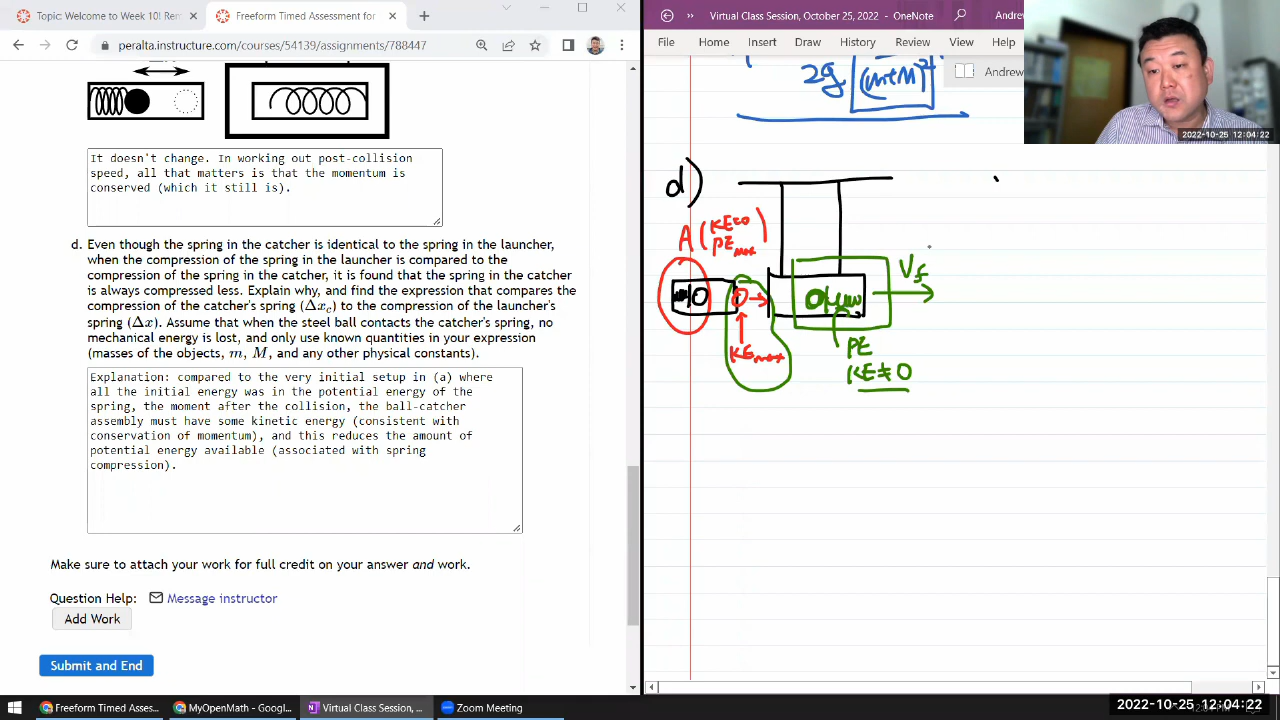 Topic: Welcome to Week 10! Rem
Freeform Timed Assessment for
peralta.instructure.com/courses/54139/assignments/788447
It doesn't change. In working out post-collision
speed, all that matters is that the momentum is
conserved (which it still is).
d. Even though the spring in the catcher is identical to the spring in the launcher,
when the compression of the spring in the launcher is compared to the
compression of the spring in the catcher, it is found that the spring in the catcher
is always compressed less. Explain why, and find the expression that compares the
compression of the catcher's spring (Δx_c) to the compression of the launcher's
spring (Δx). Assume that when the steel ball contacts the catcher's spring, no
mechanical energy is lost, and only use known quantities in your expression
(masses of the objects, m, M, and any other physical constants).
Explanation: compared to the very initial setup in (a) where
all the intial energy was in the potential energy of the
spring, the moment after the collision, the ball-catcher
assembly must have some kinetic energy (consistent with
conservation of momentum), and this reduces the amount of
potential energy available (associated with spring
compression).
Make sure to attach your work for full credit on your answer and work.
Question Help: Message instructor
Add Work
Submit and End
Virtual Class Session, October 25, 2022 - OneNote
Andrew
File Home Insert Draw History Review View Help
Andrew
2g (m+M)²
d)
A (KE=0
PE max)
KE max
V_f
PE
KE≠0
2022-10-25 12:04:22
Freeform Timed Asses...
MyOpenMath - Googl...
Virtual Class Session, ...
Zoom Meeting
2022-10-25 12:04:22